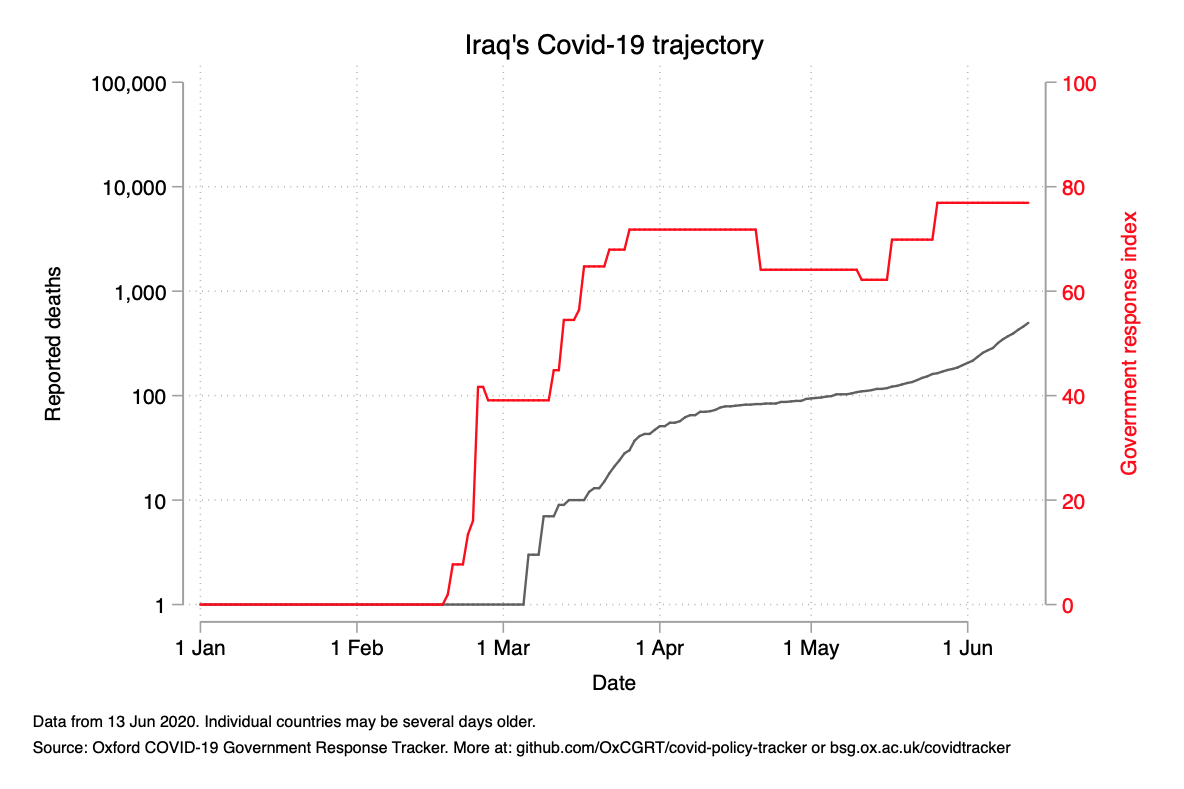 Iraq's Covid-19 trajectory
100,000
10,000
1,000
100
10
1
Reported deaths
100
80
60
40
20
0
Government response index
1 Jan 1 Feb 1 Mar 1 Apr 1 May 1 Jun
Date
Data from 13 Jun 2020. Individual countries may be several days older.
Source: Oxford COVID-19 Government Response Tracker. More at: github.com/OxCGRT/covid-policy-tracker or bsg.ox.ac.uk/covidtracker